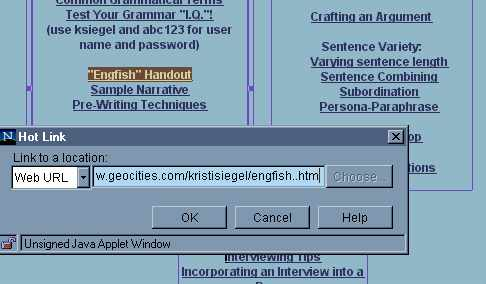 Common Grammatical Terms
Test Your Grammar "I.Q."!
(use ksiegel and abc123 for user
name and password)
"Engfish" Handout
Sample Narrative
Pre-Writing Techniques
Crafting an Argument
Sentence Variety:
Varying sentence length
Sentence Combining
Subordination
Persona-Paraphrase
Hot Link
Link to a location:
Web URL
w.geocities.com/kristisiegel/engfish..htm
Choose...
OK
Cancel
Help
Unsigned Java Applet Window
Interviewing Tips
Incorporating an Interview into a